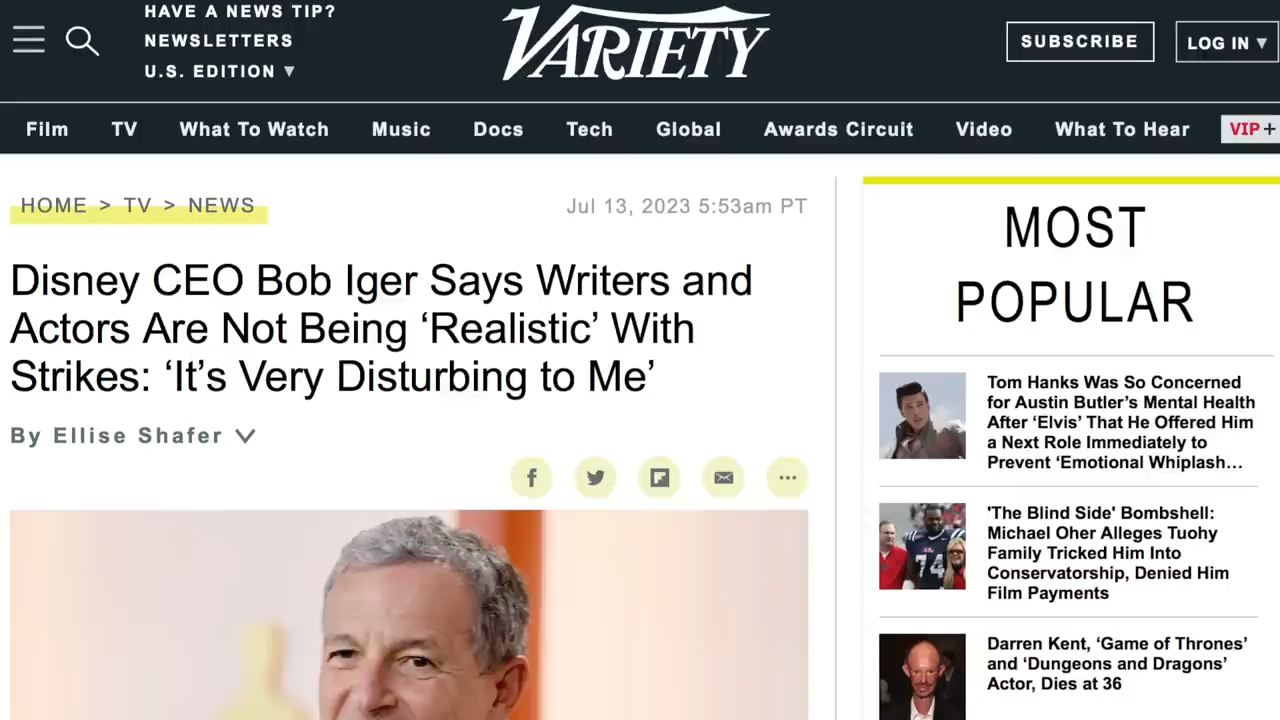 HAVE A NEWS TIP?
NEWSLETTERS
U.S. EDITION ▼
VARIETY
SUBSCRIBE
LOG IN ▼
Film TV What To Watch Music Docs Tech Global Awards Circuit Video What To Hear VIP+
HOME > TV > NEWS
Jul 13, 2023 5:53am PT
Disney CEO Bob Iger Says Writers and
Actors Are Not Being ‘Realistic’ With
Strikes: ‘It’s Very Disturbing to Me’
By Ellise Shafer
MOST
POPULAR
Tom Hanks Was So Concerned
for Austin Butler’s Mental Health
After ‘Elvis’ That He Offered Him
a Next Role Immediately to
Prevent ‘Emotional Whiplash…
'The Blind Side' Bombshell:
Michael Oher Alleges Tuohy
Family Tricked Him Into
Conservatorship, Denied Him
Film Payments
74
Darren Kent, ‘Game of Thrones’
and ‘Dungeons and Dragons’
Actor, Dies at 36